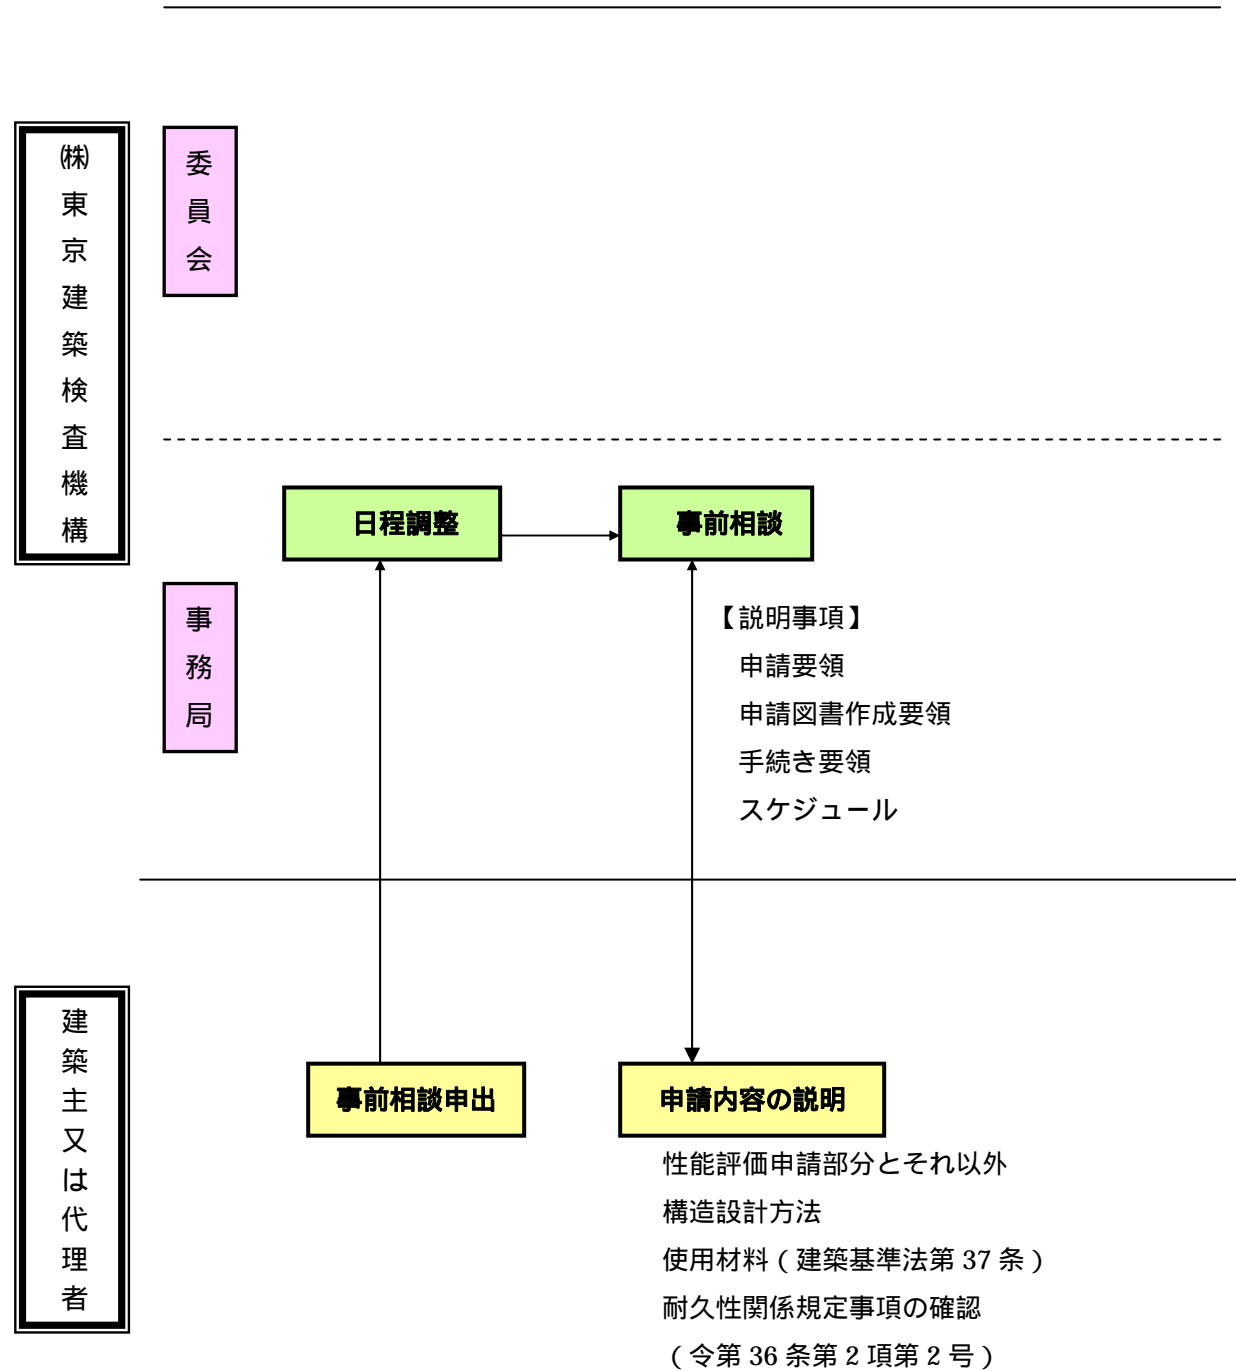 ㈱東京建築検査機構
委員会
日程調整
事前相談
事務局
【説明事項】
申請要領
申請図書作成要領
手続き要領
スケジュール
建築主又は代理者
事前相談申出
申請内容の説明
性能評価申請部分とそれ以外
構造設計方法
使用材料（建築基準法第 37 条）
耐久性関係規定事項の確認
（令第 36 条第 2 項第 2 号）